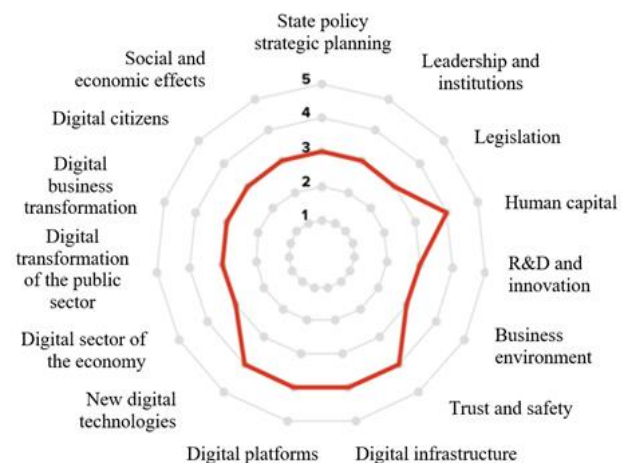 State policy
strategic planning
Leadership and
institutions
Legislation
Human capital
R&D and
innovation
Business
environment
Trust and safety
Digital infrastructure
Digital platforms
New digital
technologies
Digital sector of
the economy
Digital
transformation
of the public
sector
Digital
business
transformation
Digital citizens
Social and
economic effects
5
4
3
2
1